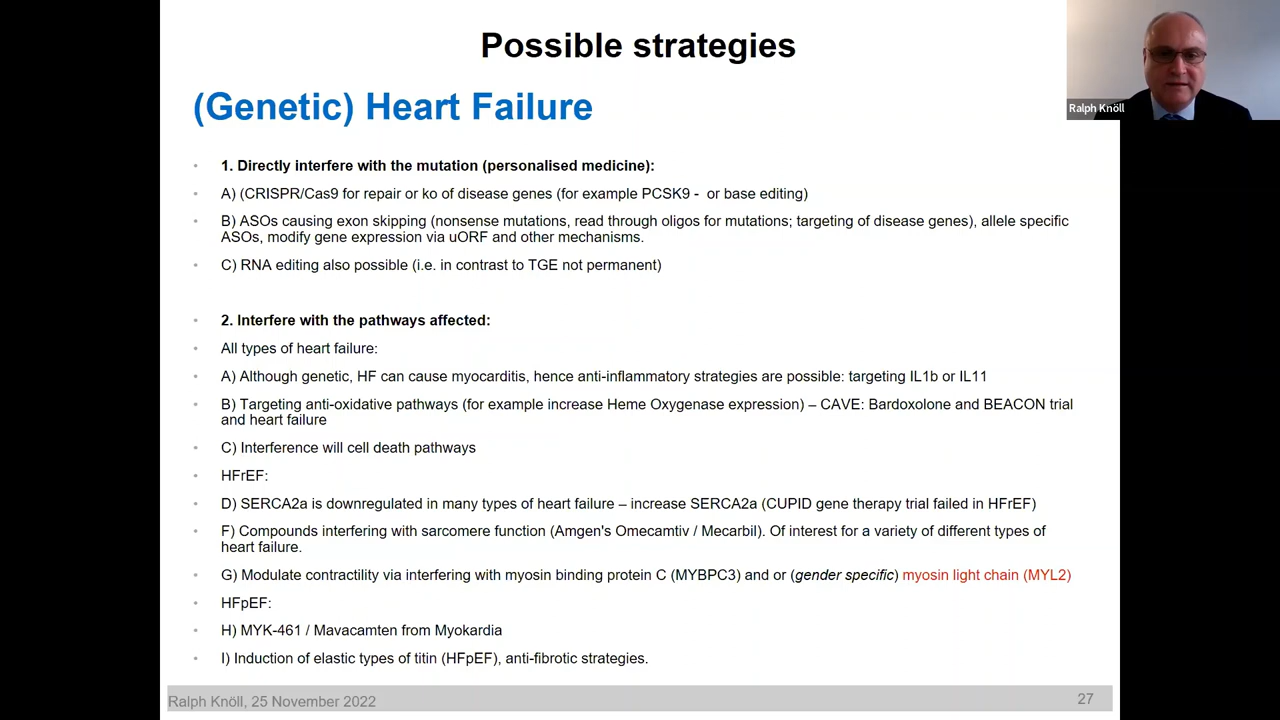 Possible strategies
Ralph Knöll
(Genetic) Heart Failure
• 1. Directly interfere with the mutation (personalised medicine):
• A) (CRISPR/Cas9 for repair or ko of disease genes (for example PCSK9 - or base editing)
• B) ASOs causing exon skipping (nonsense mutations, read through oligos for mutations; targeting of disease genes), allele specific
ASOs, modify gene expression via uORF and other mechanisms.
• C) RNA editing also possible (i.e. in contrast to TGE not permanent)
• 2. Interfere with the pathways affected:
• All types of heart failure:
• A) Although genetic, HF can cause myocarditis, hence anti-inflammatory strategies are possible: targeting IL1b or IL11
• B) Targeting anti-oxidative pathways (for example increase Heme Oxygenase expression) – CAVE: Bardoxolone and BEACON trial
and heart failure
• C) Interference will cell death pathways
• HFrEF:
• D) SERCA2a is downregulated in many types of heart failure – increase SERCA2a (CUPID gene therapy trial failed in HFrEF)
• F) Compounds interfering with sarcomere function (Amgen's Omecamtiv / Mecarbil). Of interest for a variety of different types of
heart failure.
• G) Modulate contractility via interfering with myosin binding protein C (MYBPC3) and or (gender specific) myosin light chain (MYL2)
• HFpEF:
• H) MYK-461 / Mavacamten from Myokardia
• I) Induction of elastic types of titin (HFpEF), anti-fibrotic strategies.
Ralph Knöll, 25 November 2022
27